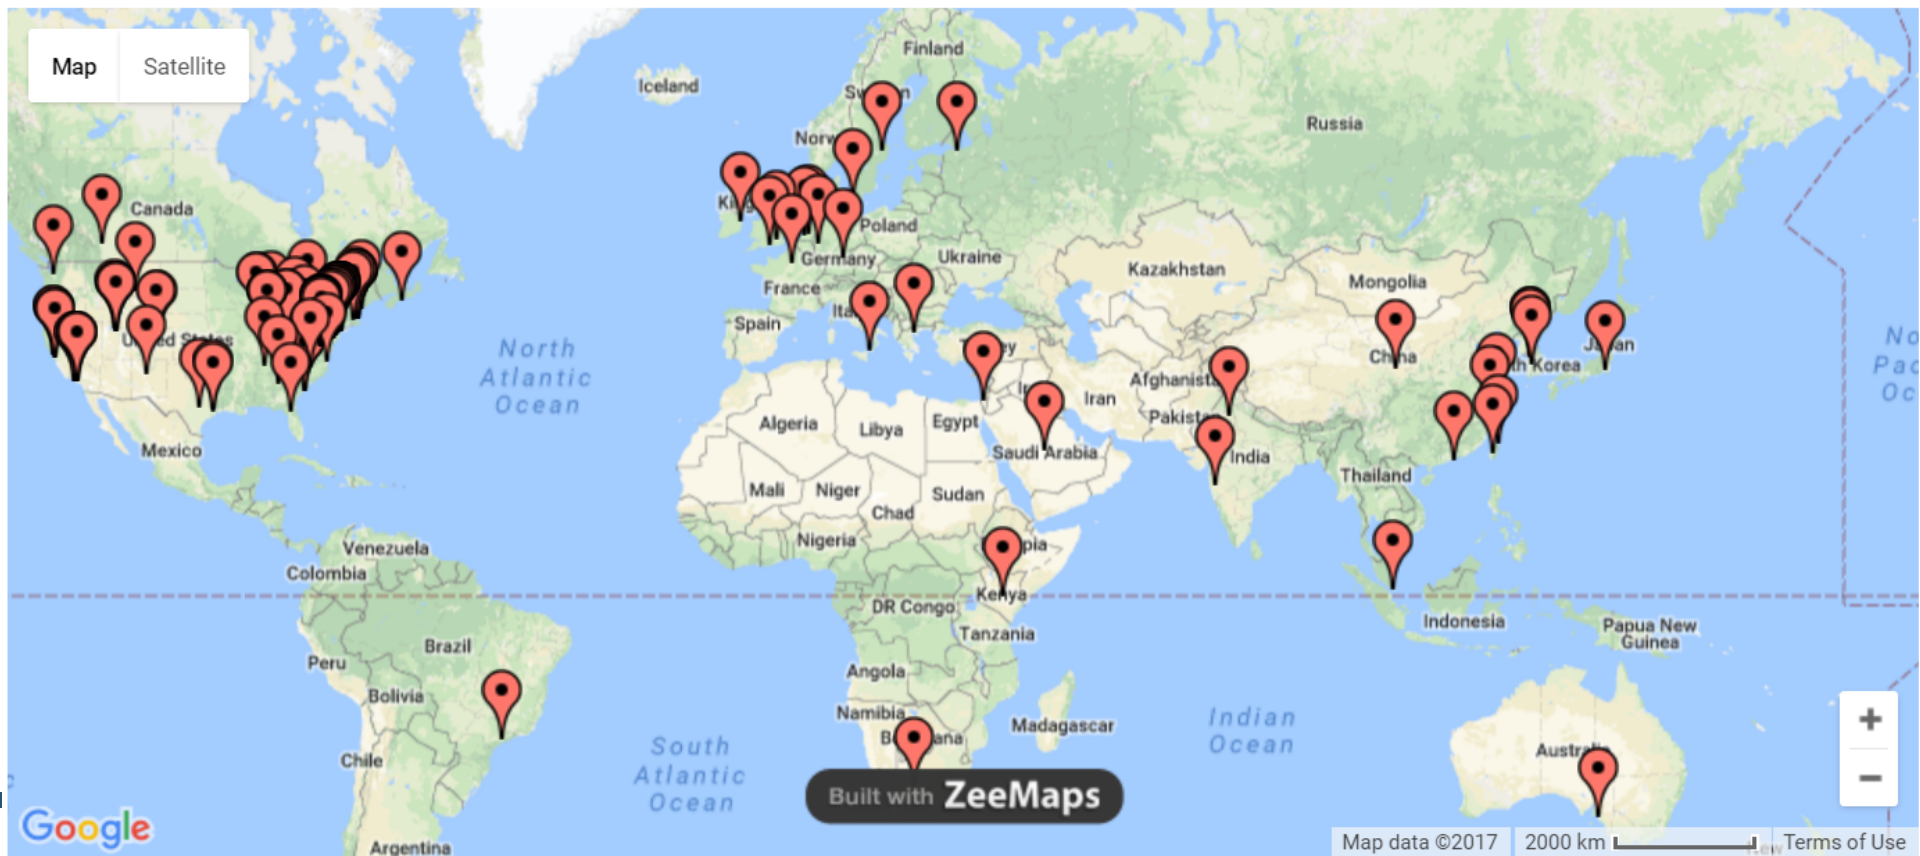 Map Satellite
Iceland
Finland
Norw
Russia
Canada
Poland
Germany
Ukraine
France
Spain
Kazakhstan
Mongolia
China
North
Atlantic
Ocean
Iran
Algeria
Libya
Egypt
Saudi Arabia
India
Mexico
Mali
Niger
Chad
Sudan
Thailand
Nigeria
Venezuela
Colombia
Kenya
DR Congo
Tanzania
Indonesia
Papua New
Guinea
Brazil
Peru
Bolivia
Angola
Namibia
Madagascar
Indian
Ocean
South
Atlantic
Ocean
Chile
Argentina
Built with ZeeMaps
Google
Map data ©2017 2000 km Terms of Use